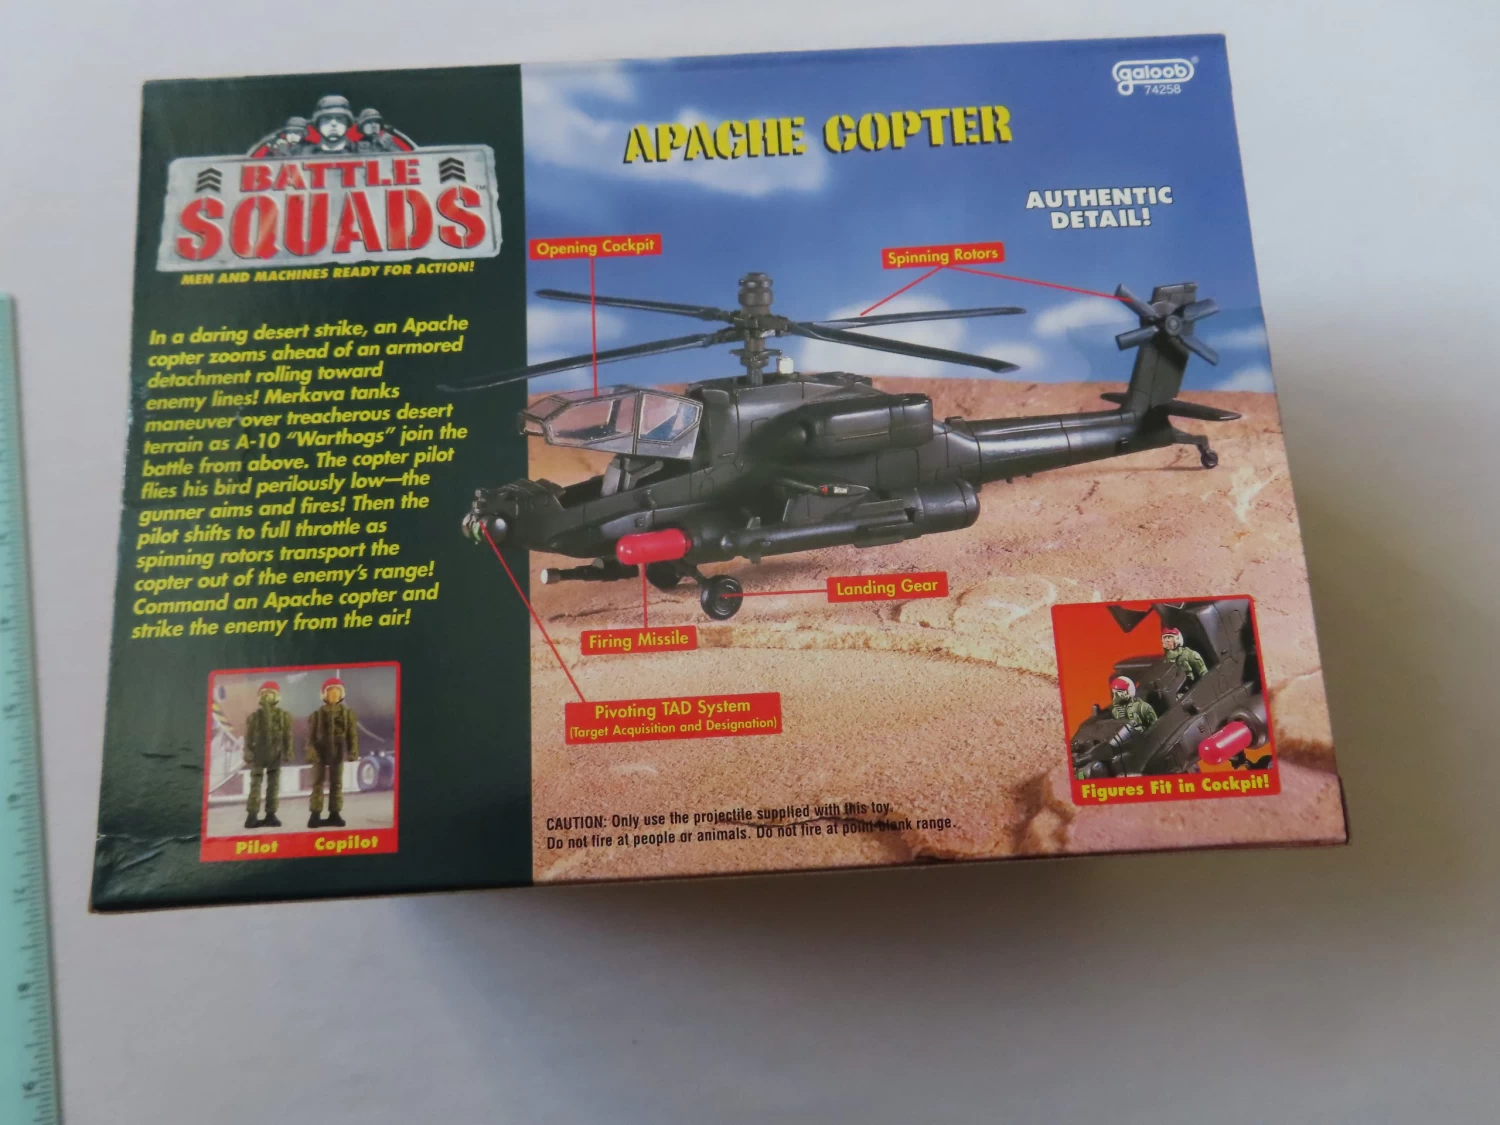 BATTLE
SQUADS™
MEN AND MACHINES READY FOR ACTION!
In a daring desert strike, an Apache
copter zooms ahead of an armored
detachment rolling toward
enemy lines! Merkava tanks
maneuver over treacherous desert
terrain as A-10 “Warthogs” join the
battle from above. The copter pilot
flies his bird perilously low—the
gunner aims and fires! Then the
pilot shifts to full throttle as
spinning rotors transport the
copter out of the enemy’s range!
Command an Apache copter and
strike the enemy from the air!
Pilot Copilot
APACHE COPTER
galoob®
74258
AUTHENTIC
DETAIL!
Opening Cockpit
Spinning Rotors
Landing Gear
Firing Missile
Pivoting TAD System
(Target Acquisition and Designation)
Figures Fit in Cockpit!
CAUTION: Only use the projectile supplied with this toy.
Do not fire at people or animals. Do not fire at point blank range.